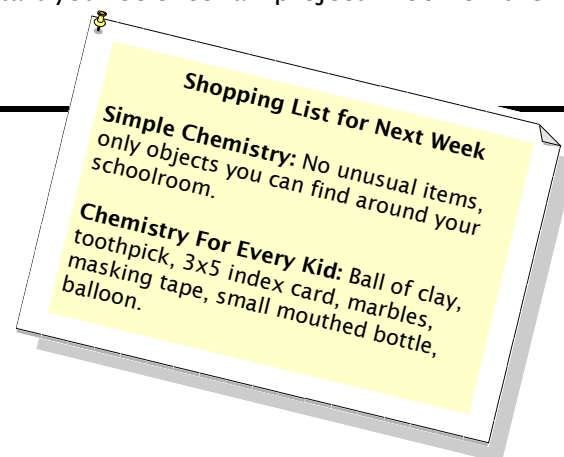 Shopping List for Next Week
Simple Chemistry: No unusual items,
only objects you can find around your
schoolroom.
Chemistry For Every Kid: Ball of clay,
toothpick, 3x5 index card, marbles,
masking tape, small mouthed bottle,
balloon.